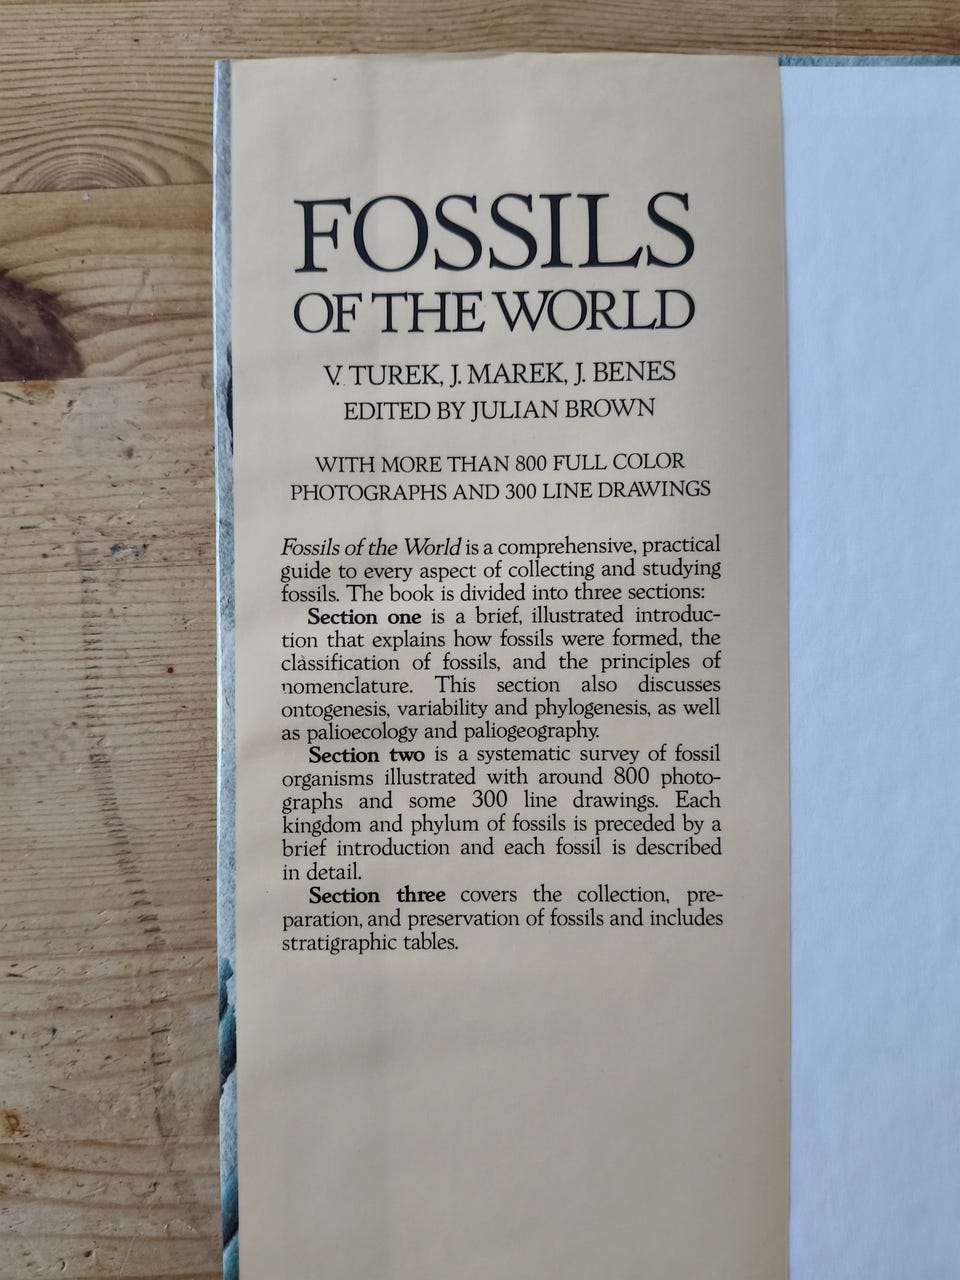 FOSSILS
OF THE WORLD
V. TUREK, J. MAREK, J. BENES
EDITED BY JULIAN BROWN
WITH MORE THAN 800 FULL COLOR
PHOTOGRAPHS AND 300 LINE DRAWINGS
Fossils of the World is a comprehensive, practical
guide to every aspect of collecting and studying
fossils. The book is divided into three sections:
Section one is a brief, illustrated introduc-
tion that explains how fossils were formed, the
classification of fossils, and the principles of
nomenclature. This section also discusses
ontogenesis, variability and phylogenesis, as well
as palioecology and paliogeography.
Section two is a systematic survey of fossil
organisms illustrated with around 800 photo-
graphs and some 300 line drawings. Each
kingdom and phylum of fossils is preceded by a
brief introduction and each fossil is described
in detail.
Section three covers the collection, pre-
paration, and preservation of fossils and includes
stratigraphic tables.